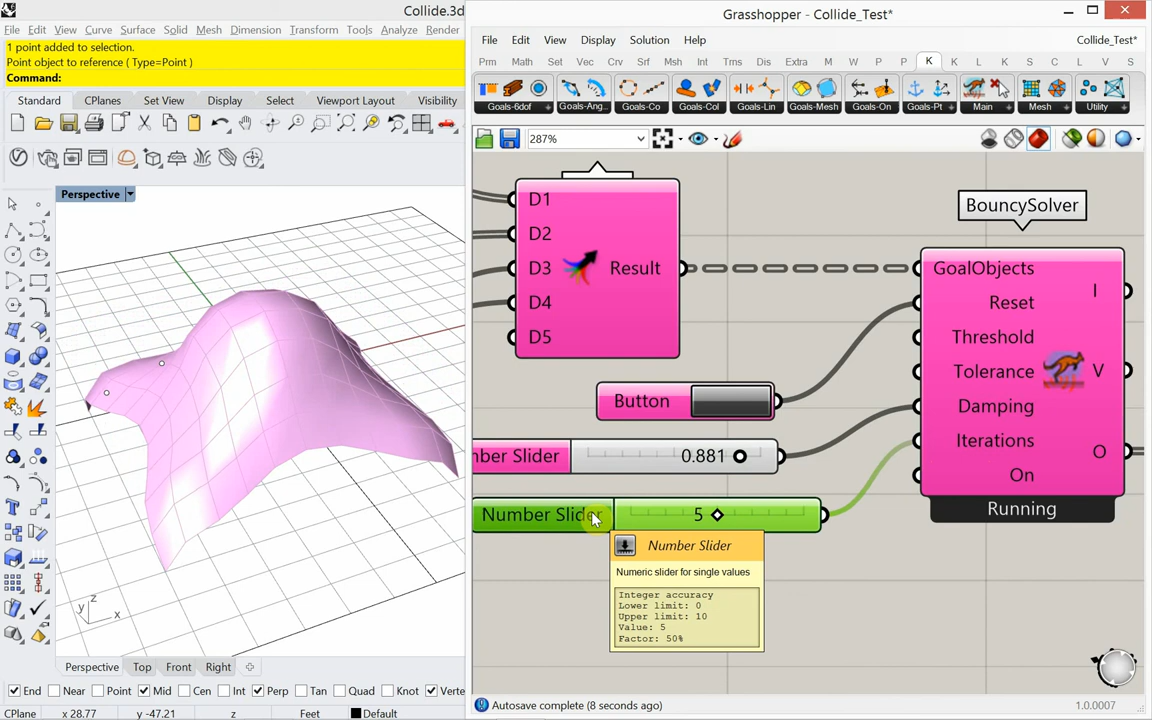 Collide.3d
File Edit View Curve Surface Solid Mesh Dimension Transform Tools Analyze Render
1 point added to selection.
Point object to reference ( Type=Point )
Command:
Standard CPlanes Set View Display Select Viewport Layout Visibility
Perspective
z
y
x
Perspective Top Front Right
End Near Point Mid Cen Int Perp Tan Quad Knot Verte
CPlane x 28.77 y -47.21 z Feet Default
Grasshopper - Collide_Test*
File Edit View Display Solution Help Collide_Test*
Prm Math Set Vec Crv Srf Msh Int Trns Dis Extra M W P P K K L K L S V S
Goals-6dof Goals-Ang... Goals-Co Goals-Col Goals-Lin Goals-Mesh Goals-On Goals-Pt Main Mesh Utility
287%
D1
D2
D3
D4
D5
Result
BouncySolver
GoalObjects
Reset
Threshold
Tolerance
Damping
Iterations
On
I
V
O
Running
Button
nber Slider 0.881
Number Slider 5
Number Slider
Numeric slider for single values
Integer accuracy
Lower limit: 0
Upper limit: 10
Value: 5
Factor: 50%
Autosave complete (8 seconds ago) 1.0.0007